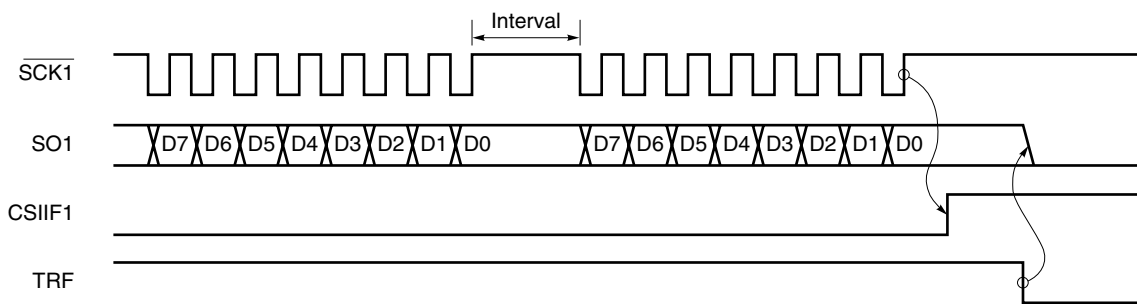 Interval
SCK1
SO1 D7 D6 D5 D4 D3 D2 D1 D0 D7 D6 D5 D4 D3 D2 D1 D0
CSIIF1
TRF